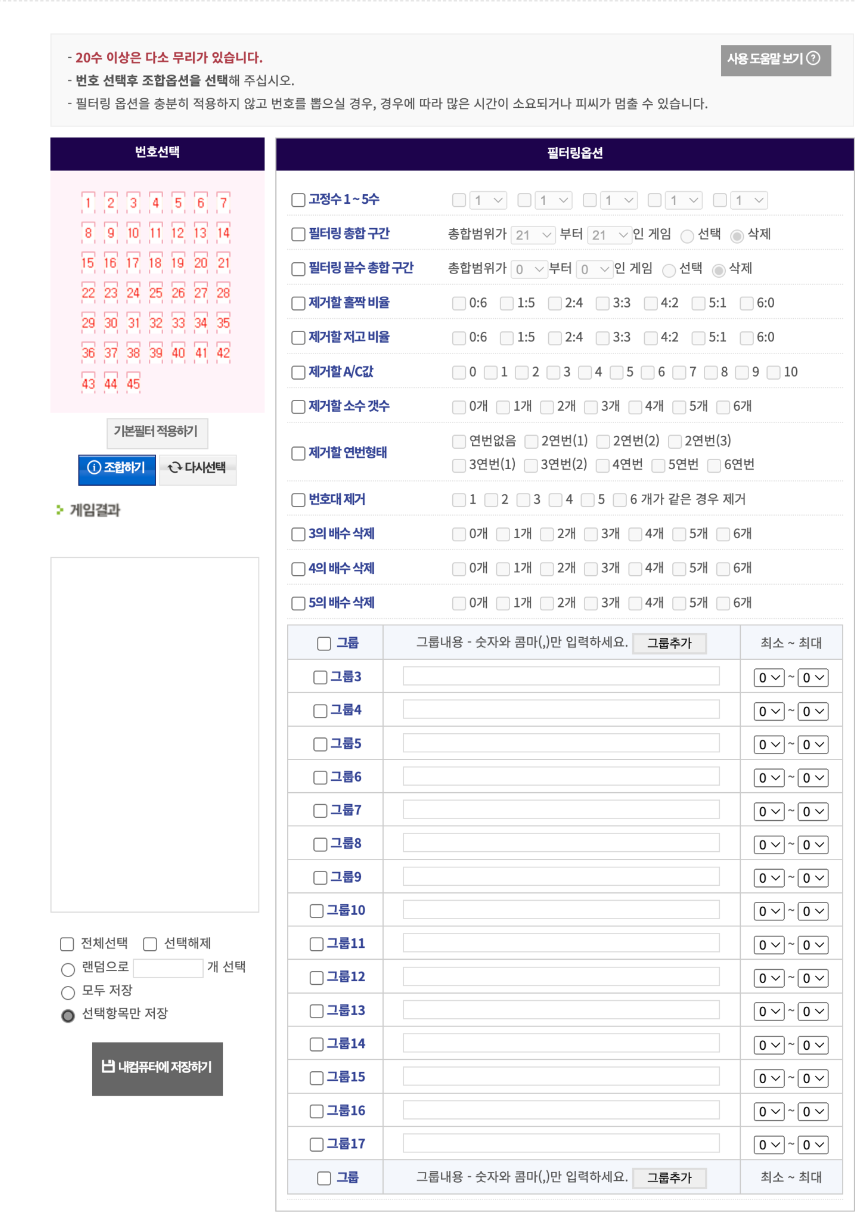 - 20수 이상은 다소 무리가 있습니다.
사용 도움말 보기 ?
- 번호 선택후 조합옵션을 선택해 주십시오.
- 필터링 옵션을 충분히 적용하지 않고 번호를 뽑으실 경우, 경우에 따라 많은 시간이 소요되거나 피씨가 멈출 수 있습니다.
번호선택
1 2 3 4 5 6 7
8 9 10 11 12 13 14
15 16 17 18 19 20 21
22 23 24 25 26 27 28
29 30 31 32 33 34 35
36 37 38 39 40 41 42
43 44 45
기본필터 적용하기
조합하기 다시선택
게임결과
전체선택 선택해제
랜덤으로 개 선택
모두 저장
선택항목만 저장
내컴퓨터에 저장하기
필터링옵션
고정수 1 ~ 5수 1 1 1 1 1
필터링 총합 구간 총합범위가 21 부터 21 인 게임 선택 삭제
필터링 끝수 총합 구간 총합범위가 0 부터 0 인 게임 선택 삭제
제거할 홀짝 비율 0:6 1:5 2:4 3:3 4:2 5:1 6:0
제거할 저고 비율 0:6 1:5 2:4 3:3 4:2 5:1 6:0
제거할 A/C값 0 1 2 3 4 5 6 7 8 9 10
제거할 소수 갯수 0개 1개 2개 3개 4개 5개 6개
제거할 연번형태 연번없음 2연번(1) 2연번(2) 2연번(3)
3연번(1) 3연번(2) 4연번 5연번 6연번
번호대 제거 1 2 3 4 5 6 개가 같은 경우 제거
3의 배수 삭제 0개 1개 2개 3개 4개 5개 6개
4의 배수 삭제 0개 1개 2개 3개 4개 5개 6개
5의 배수 삭제 0개 1개 2개 3개 4개 5개 6개
그룹 그룹내용 - 숫자와 콤마(,)만 입력하세요. 그룹추가 최소 ~ 최대
그룹3 0 ~ 0
그룹4 0 ~ 0
그룹5 0 ~ 0
그룹6 0 ~ 0
그룹7 0 ~ 0
그룹8 0 ~ 0
그룹9 0 ~ 0
그룹10 0 ~ 0
그룹11 0 ~ 0
그룹12 0 ~ 0
그룹13 0 ~ 0
그룹14 0 ~ 0
그룹15 0 ~ 0
그룹16 0 ~ 0
그룹17 0 ~ 0
그룹 그룹내용 - 숫자와 콤마(,)만 입력하세요. 그룹추가 최소 ~ 최대